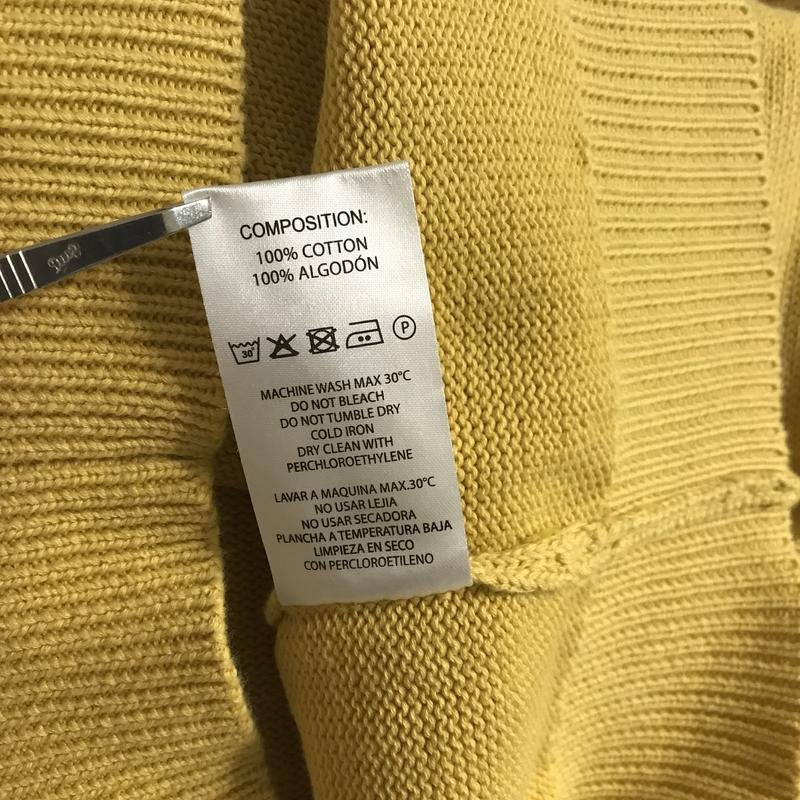 COMPOSITION:
100% COTTON
100% ALGODÓN
30°
P
MACHINE WASH MAX 30°C
DO NOT BLEACH
DO NOT TUMBLE DRY
COLD IRON
DRY CLEAN WITH
PERCHLOROETHYLENE
LAVAR A MAQUINA MAX.30°C
NO USAR LEJIA
NO USAR SECADORA
PLANCHA A TEMPERATURA BAJA
LIMPIEZA EN SECO
CON PERCLOROETILENO